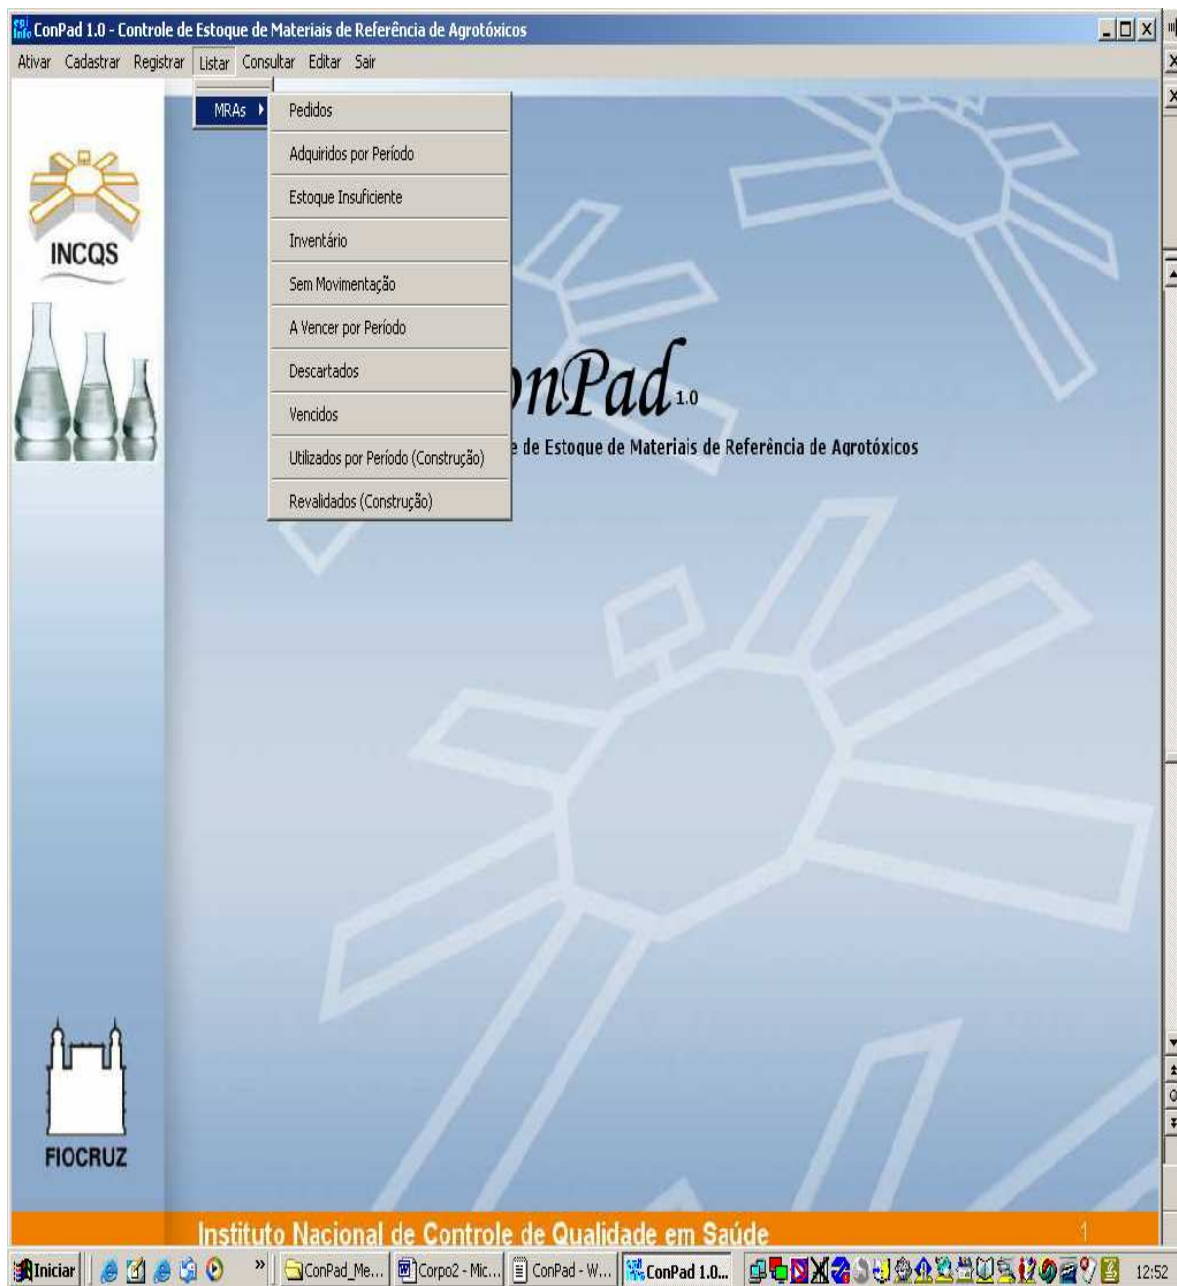 ConPad 1.0 - Controle de Estoque de Materiais de Referência de Agrotóxicos
Ativar Cadastrar Registrar Listar Consultar Editar Sair
MRAs
Pedidos
Adquiridos por Período
Estoque Insuficiente
Inventário
Sem Movimentação
A Vencer por Período
Descartados
Vencidos
Utilizados por Período (Construção)
Revalidados (Construção)
INCQS
onPad 1.0
e de Estoque de Materiais de Referência de Agrotóxicos
FIOCRUZ
Instituto Nacional de Controle de Qualidade em Saúde 1
Iniciar » ConPad_Me... Corpo2 - Mic... ConPad - W... ConPad 1.0... 12:52